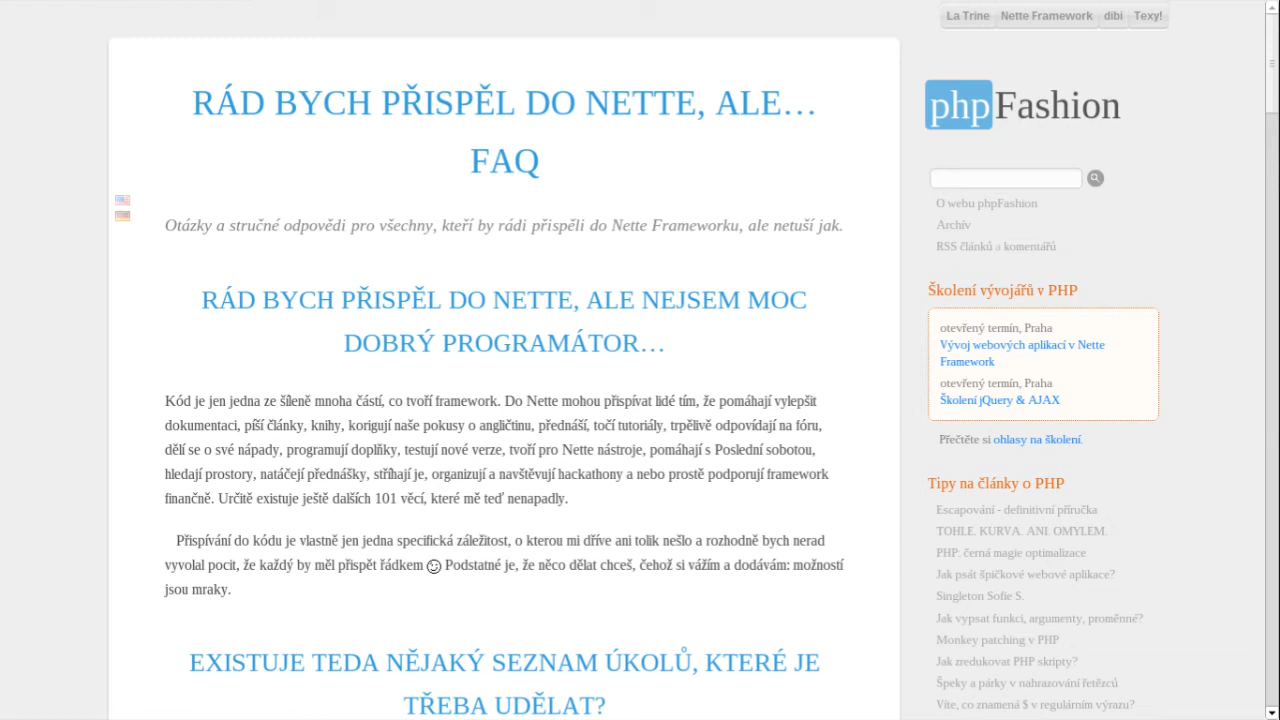 La Trine Nette Framework dibi Texy!
RÁD BYCH PŘISPĚL DO NETTE, ALE…
FAQ
Otázky a stručné odpovědi pro všechny, kteří by rádi přispěli do Nette Frameworku, ale netuší jak.
RÁD BYCH PŘISPĚL DO NETTE, ALE NEJSEM MOC
DOBRÝ PROGRAMÁTOR…
Kód je jen jedna ze šíleně mnoha částí, co tvoří framework. Do Nette mohou přispívat lidé tím, že pomáhají vylepšit
dokumentaci, píší články, knihy, korigují naše pokusy o angličtinu, přednáší, točí tutoriály, trpělivě odpovídají na fóru,
dělí se o své nápady, programují doplňky, testují nové verze, tvoří pro Nette nástroje, pomáhají s Poslední sobotou,
hledají prostory, natáčejí přednášky, stříhají je, organizují a navštěvují hackathony a nebo prostě podporují framework
finančně. Určitě existuje ještě dalších 101 věcí, které mě teď nenapadly.
Přispívání do kódu je vlastně jen jedna specifická záležitost, o kterou mi dříve ani tolik nešlo a rozhodně bych nerad
vyvolal pocit, že každý by měl přispět řádkem ☺ Podstatné je, že něco dělat chceš, čehož si vážím a dodávám: možností
jsou mraky.
EXISTUJE TEDA NĚJAKÝ SEZNAM ÚKOLŮ, KTERÉ JE
TŘEBA UDĚLAT?
phpFashion
O webu phpFashion
Archív
RSS článků a komentářů
Školení vývojářů v PHP
otevřený termín, Praha
Vývoj webových aplikací v Nette
Framework
otevřený termín, Praha
Školení jQuery & AJAX
Přečtěte si ohlasy na školení.
Tipy na články o PHP
Escapování - definitivní příručka
TOHLE. KURVA. ANI. OMYLEM.
PHP: černá magie optimalizace
Jak psát špičkové webové aplikace?
Singleton Sofie S.
Jak vypsat funkci, argumenty, proměnné?
Monkey patching v PHP
Jak zredukovat PHP skripty?
Špeky a párky v nahrazování řetězců
Víte, co znamená $ v regulárním výrazu?